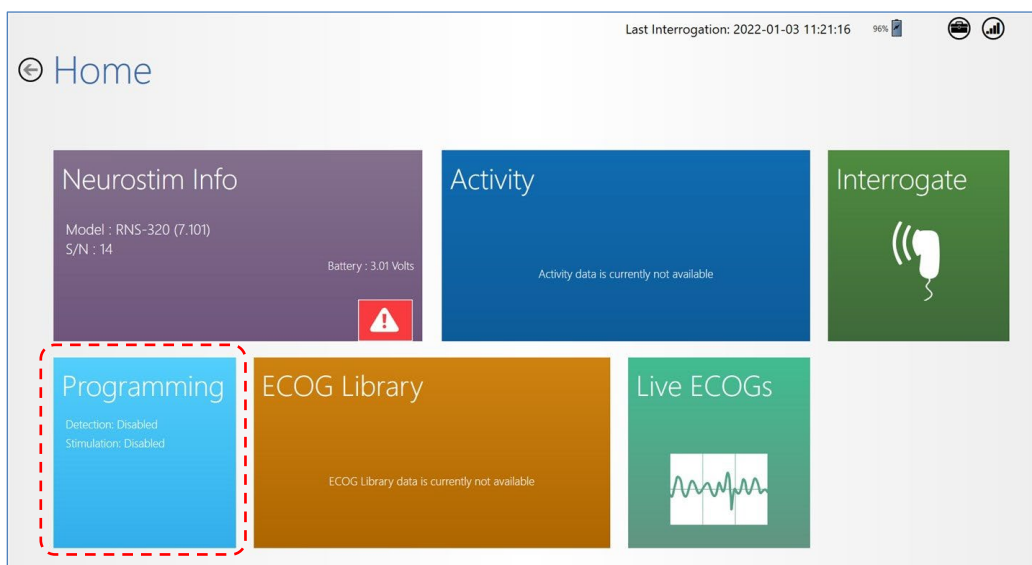 Last Interrogation: 2022-01-03 11:21:16 96%
Home
Neurostim Info
Model : RNS-320 (7.101)
S/N : 14
Battery : 3.01 Volts
Activity
Activity data is currently not available
Interrogate
Programming
Detection: Disabled
Stimulation: Disabled
ECOG Library
ECOG Library data is currently not available
Live ECOGs